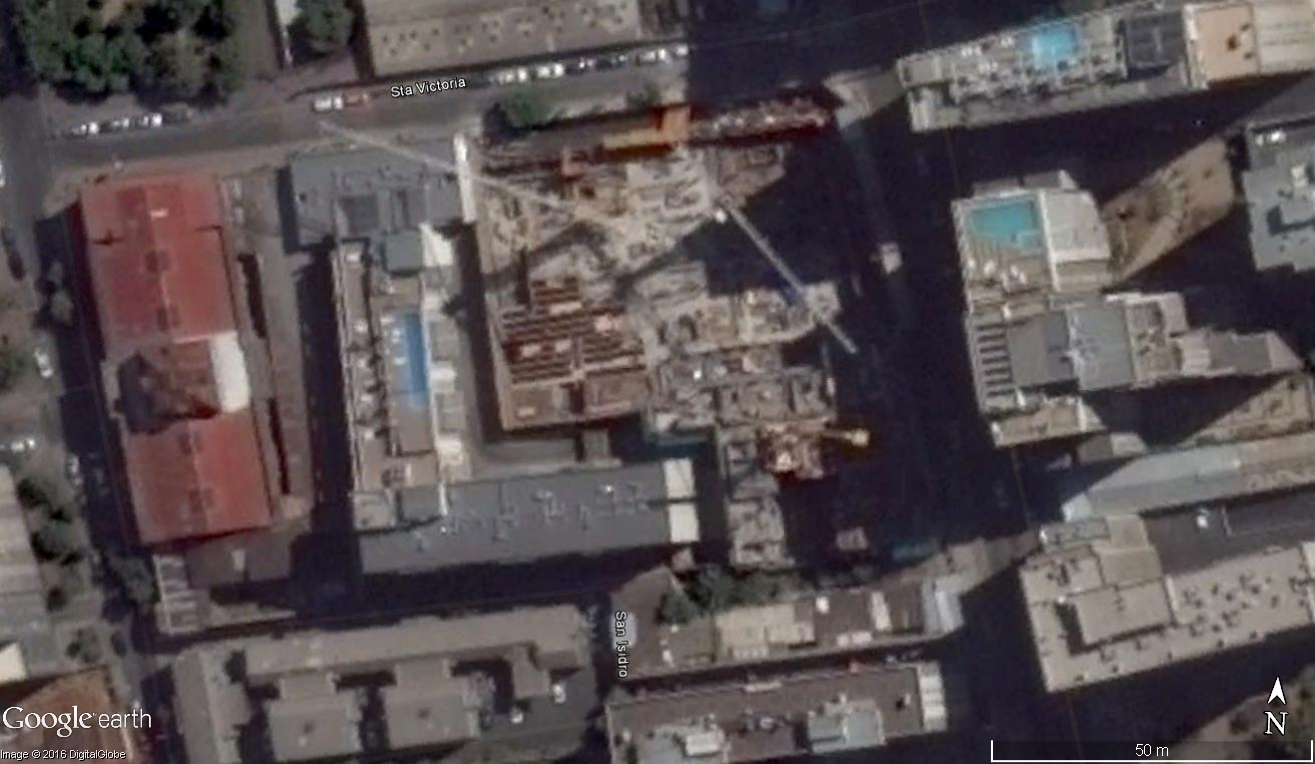 Sta Victoria
San Isidro
Google earth
N
Image © 2016 DigitalGlobe
50 m